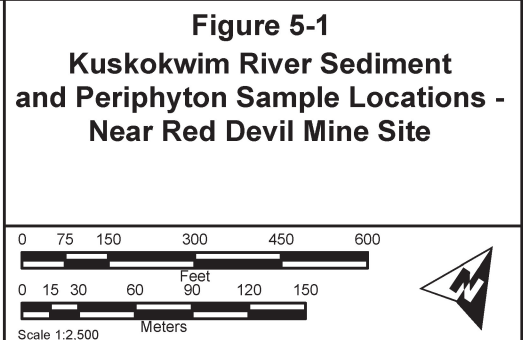 Figure 5-1
Kuskokwim River Sediment
and Periphyton Sample Locations -
Near Red Devil Mine Site
0 75 150 300 450 600
Feet
0 15 30 60 90 120 150
Meters
Scale 1:2,500
N